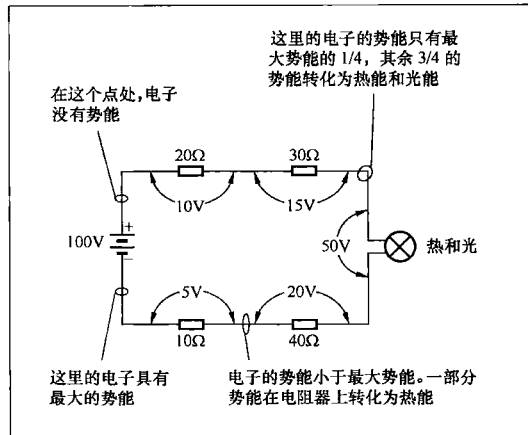 这里的电子的势能只有最
大势能的 1/4，其余 3/4 的
势能转化为热能和光能
在这个点处,电子
没有势能
20Ω
30Ω
10V
15V
+
100V
−
50V
热和光
5V
20V
10Ω
40Ω
这里的电子具有
最大的势能
电子的势能小于最大势能。一部分
势能在电阻器上转化为热能